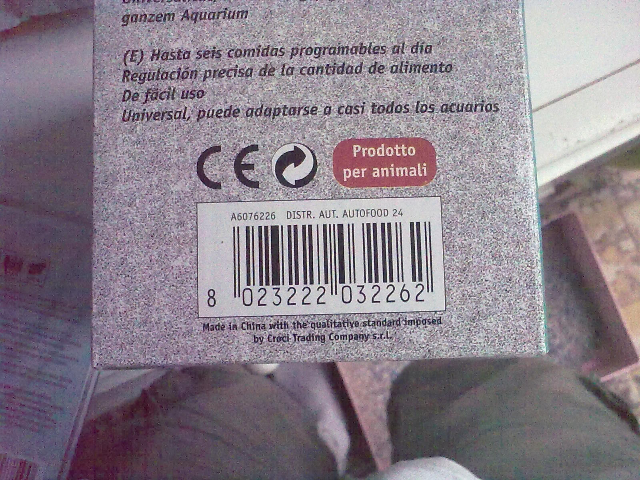 ganzem Aquarium
(E) Hasta seis comidas programables al dia
Regulación precisa de la cantidad de alimento
De fácil uso
Universal, puede adaptarse a casi todos los acuarios
CE
Prodotto
per animali
A6076226 DISTR. AUT. AUTOFOOD 24
8 023222 032262
Made in China with the qualitative standard imposed
by Croci Trading Company s.r.l.